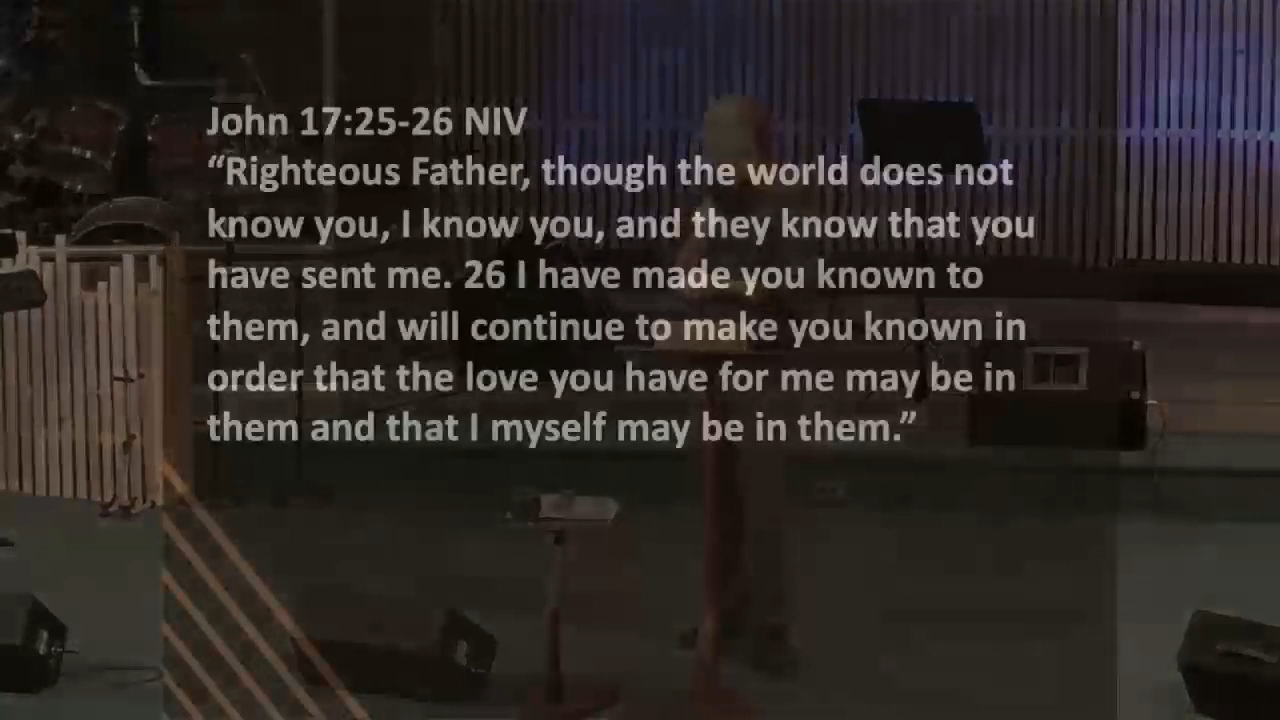 John 17:25-26 NIV
“Righteous Father, though the world does not
know you, I know you, and they know that you
have sent me. 26 I have made you known to
them, and will continue to make you known in
order that the love you have for me may be in
them and that I myself may be in them.”